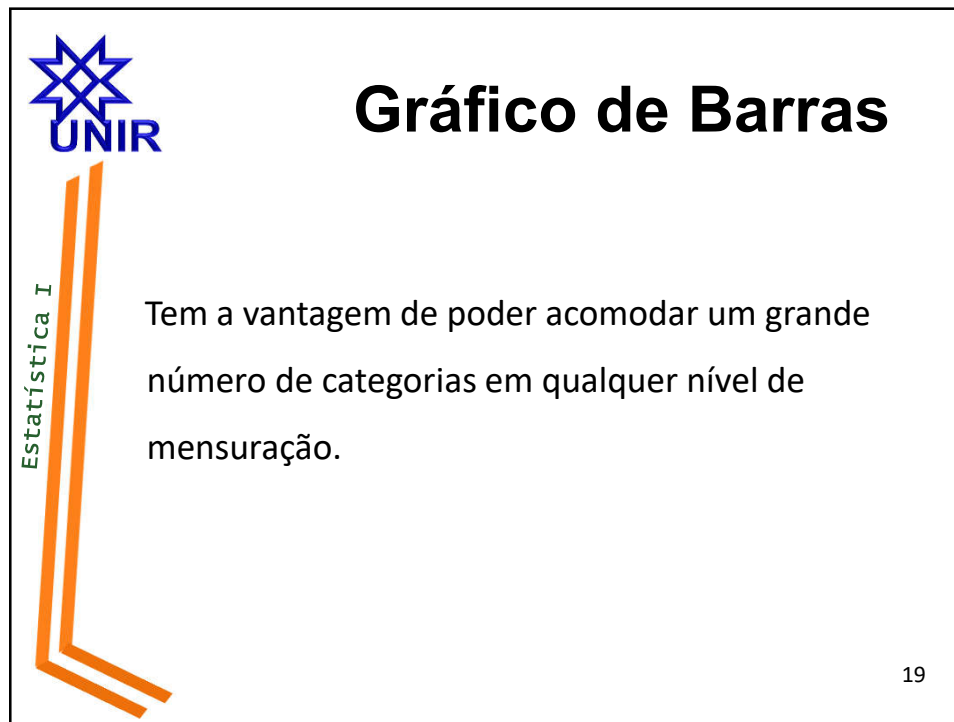 UNIR
Gráfico de Barras
Estatística I
Tem a vantagem de poder acomodar um grande
número de categorias em qualquer nível de
mensuração.
19